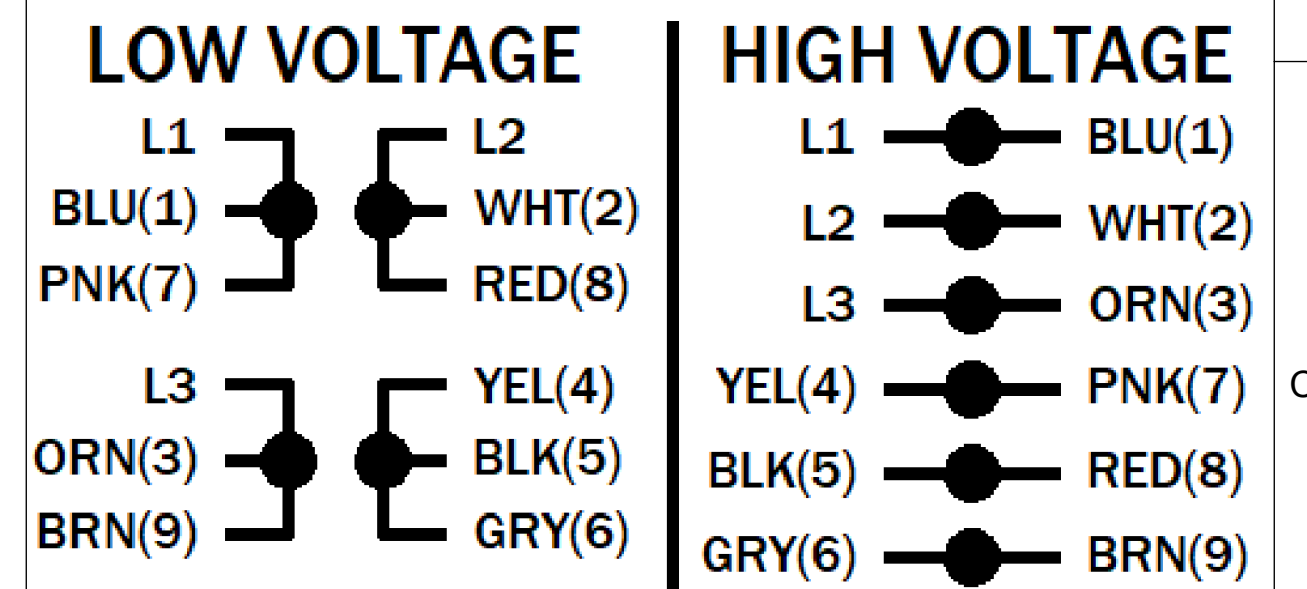 LOW VOLTAGE
L1
BLU(1)
PNK(7)
L2
WHT(2)
RED(8)
L3
ORN(3)
BRN(9)
YEL(4)
BLK(5)
GRY(6)
HIGH VOLTAGE
L1 BLU(1)
L2 WHT(2)
L3 ORN(3)
YEL(4) PNK(7)
BLK(5) RED(8)
GRY(6) BRN(9)